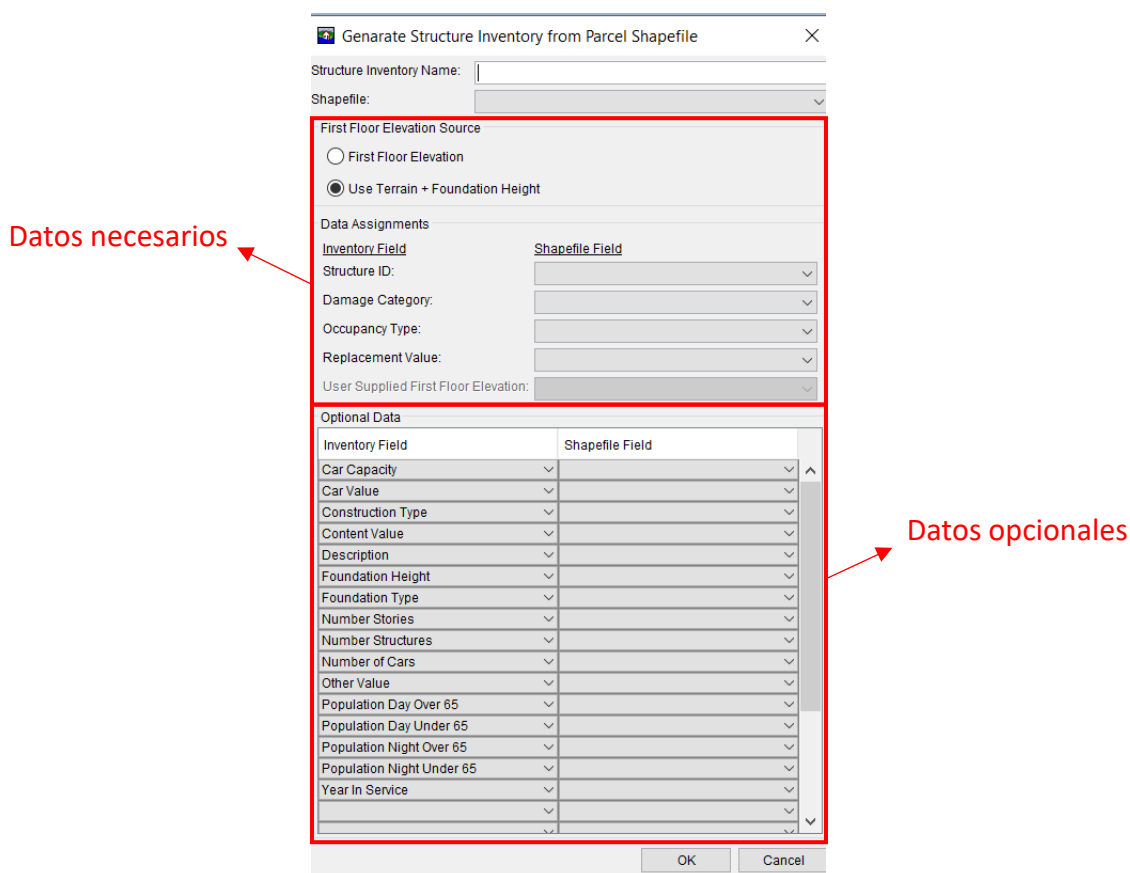 Genarate Structure Inventory from Parcel Shapefile
Structure Inventory Name:
Shapefile:
First Floor Elevation Source
First Floor Elevation
Use Terrain + Foundation Height
Datos necesarios
Data Assignments
Inventory Field Shapefile Field
Structure ID:
Damage Category:
Occupancy Type:
Replacement Value:
User Supplied First Floor Elevation:
Optional Data
Inventory Field Shapefile Field
Car Capacity
Car Value
Construction Type
Content Value
Datos opcionales
Description
Foundation Height
Foundation Type
Number Stories
Number Structures
Number of Cars
Other Value
Population Day Over 65
Population Day Under 65
Population Night Over 65
Population Night Under 65
Year In Service
OK Cancel